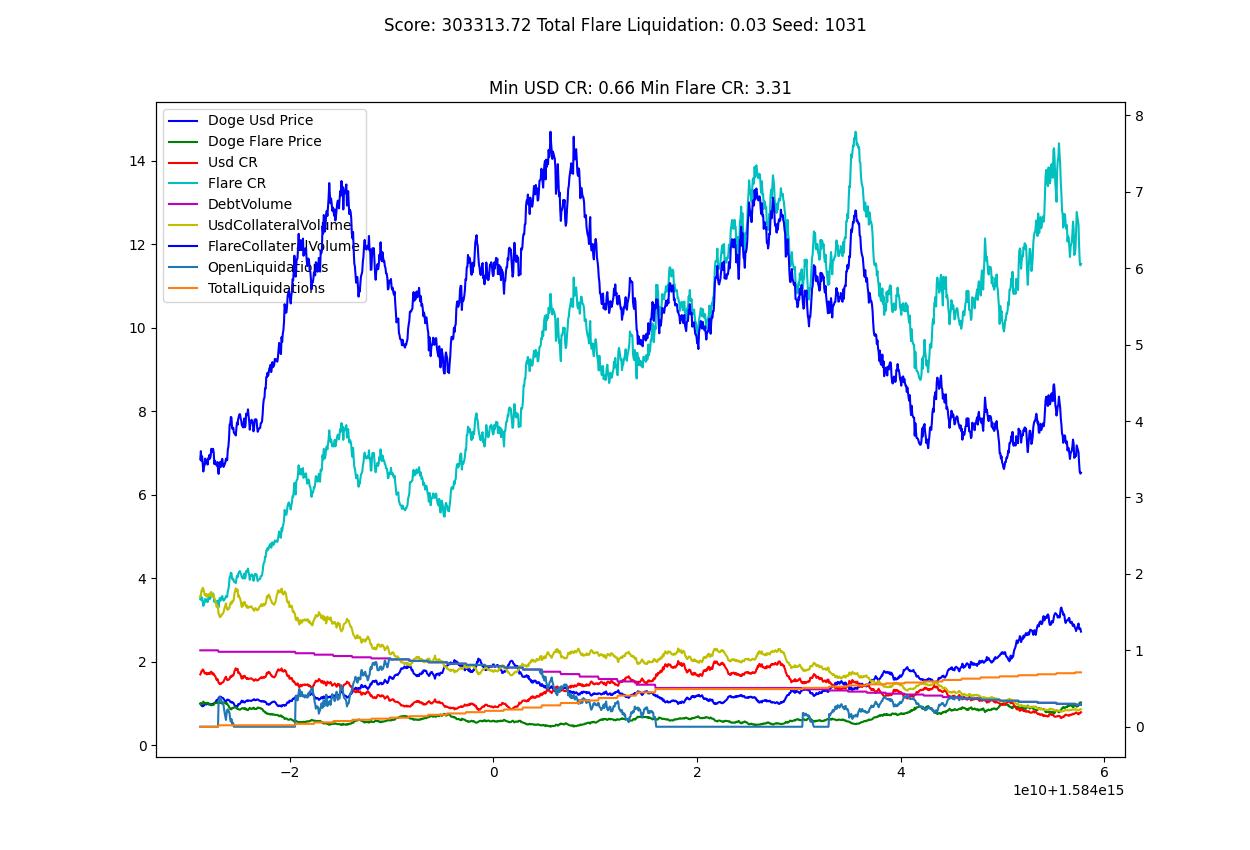 Score: 303313.72 Total Flare Liquidation: 0.03 Seed: 1031
Min USD CR: 0.66 Min Flare CR: 3.31
Doge Usd Price
Doge Flare Price
Usd CR
Flare CR
DebtVolume
UsdCollateralVolume
FlareCollateralVolume
OpenLiquidations
TotalLiquidations
14
12
10
8
6
4
2
0
8
7
6
5
4
3
2
1
0
−2 0 2 4 6
1e10+1.584e15